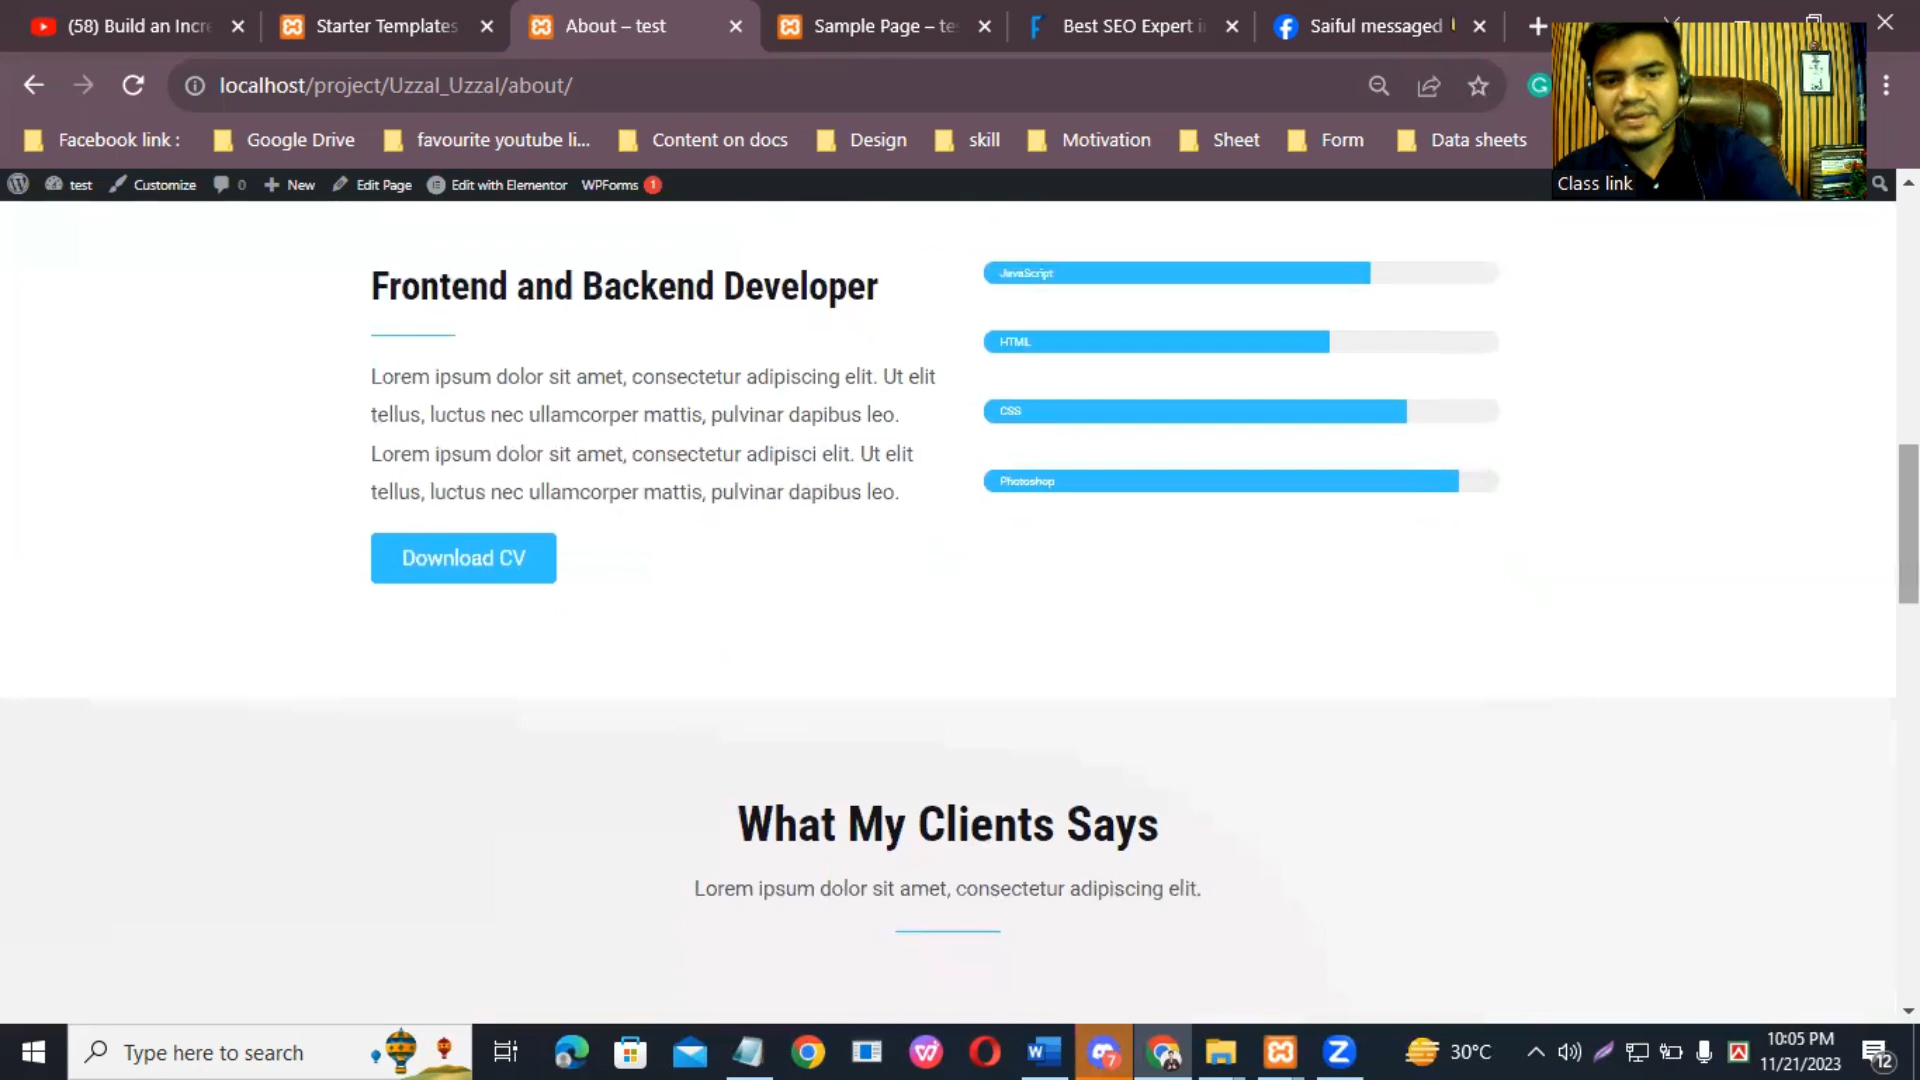 (58) Build an Incre
Starter Templates
About – test
Sample Page – te
Best SEO Expert i
Saiful messaged
localhost/project/Uzzal_Uzzal/about/
Facebook link :
Google Drive
favourite youtube li...
Content on docs
Design
skill
Motivation
Sheet
Form
Data sheets
Class link
test
Customize
0
New
Edit Page
Edit with Elementor
WPForms 1
Frontend and Backend Developer
Lorem ipsum dolor sit amet, consectetur adipiscing elit. Ut elit
tellus, luctus nec ullamcorper mattis, pulvinar dapibus leo.
Lorem ipsum dolor sit amet, consectetur adipisci elit. Ut elit
tellus, luctus nec ullamcorper mattis, pulvinar dapibus leo.
Download CV
JavaScript
HTML
CSS
Photoshop
What My Clients Says
Lorem ipsum dolor sit amet, consectetur adipiscing elit.
Type here to search
7
30°C
10:05 PM
11/21/2023
12